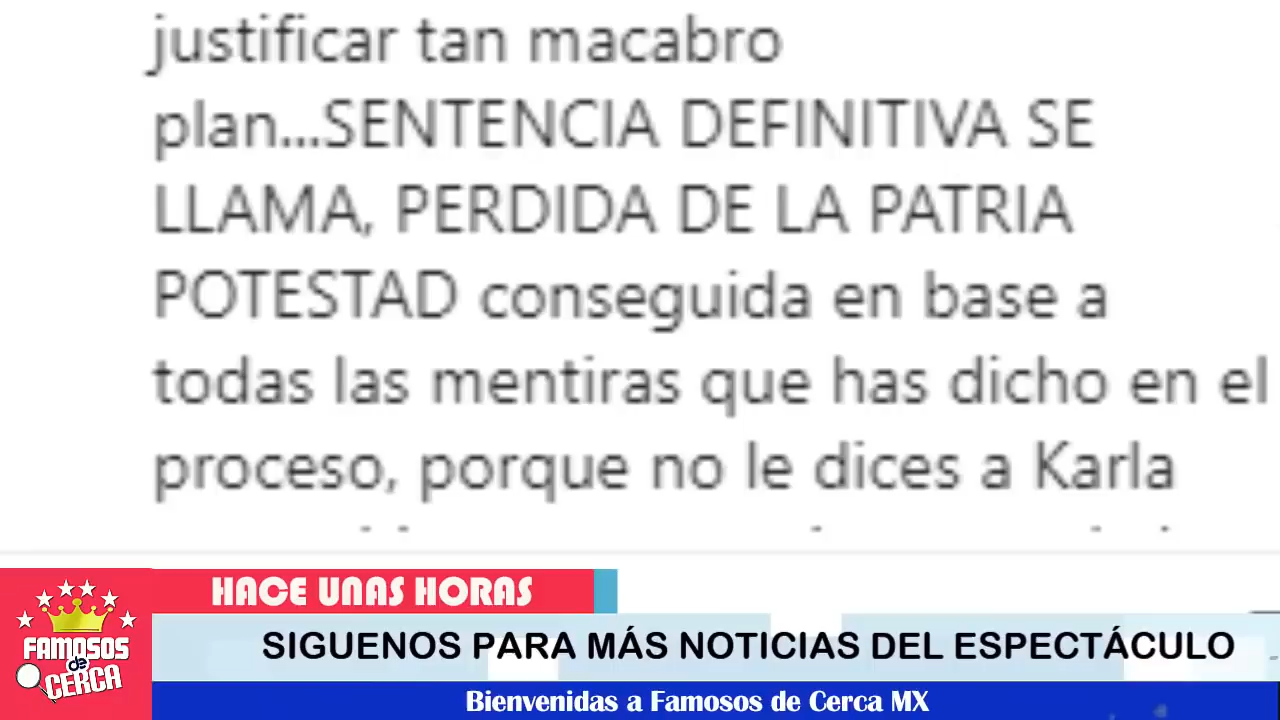 justificar tan macabro
plan...SENTENCIA DEFINITIVA SE
LLAMA, PERDIDA DE LA PATRIA
POTESTAD conseguida en base a
todas las mentiras que has dicho en el
proceso, porque no le dices a Karla
HACE UNAS HORAS
SIGUENOS PARA MÁS NOTICIAS DEL ESPECTÁCULO
FAMOSOS
de
CERCA
Bienvenidas a Famosos de Cerca MX